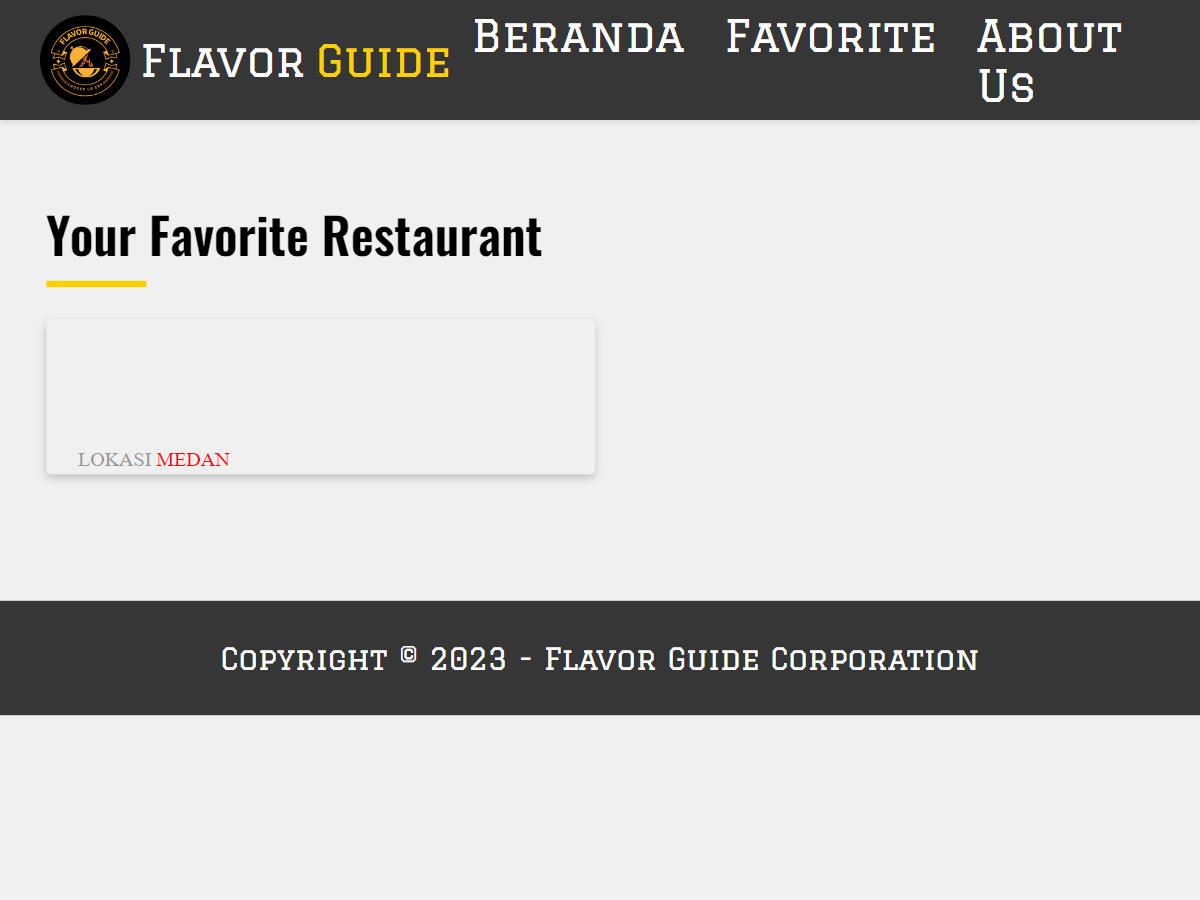 FLAVOR GUIDE
Flavor Guide
Beranda
Favorite
About
Us
Your Favorite Restaurant
LOKASI MEDAN
Copyright © 2023 - Flavor Guide Corporation